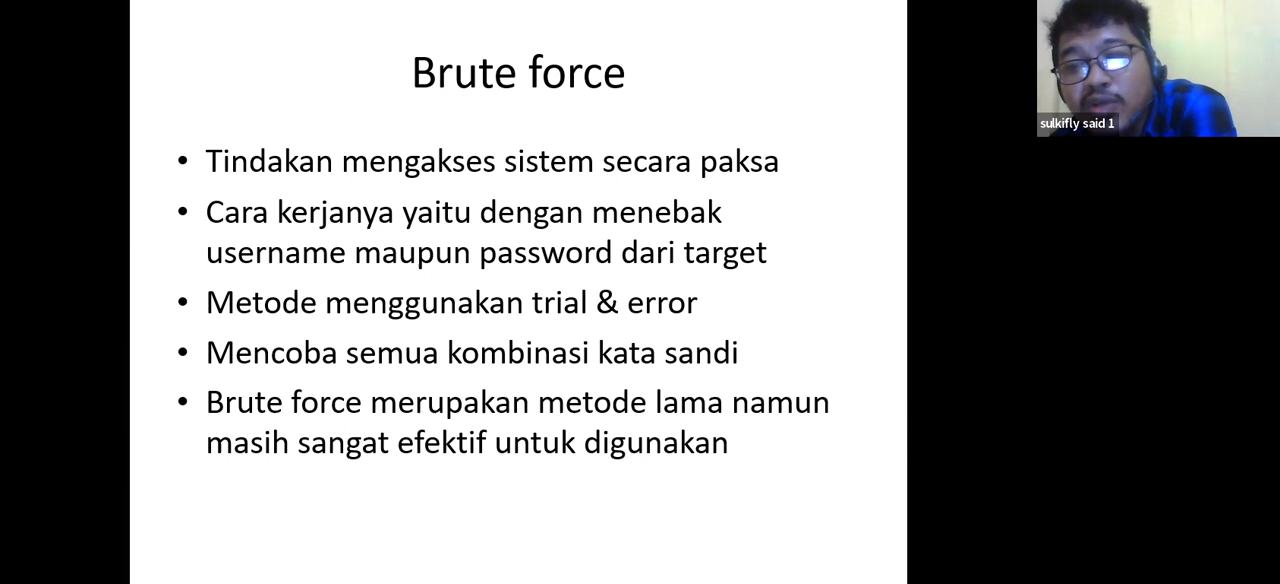 Brute force
• Tindakan mengakses sistem secara paksa
• Cara kerjanya yaitu dengan menebak
username maupun password dari target
• Metode menggunakan trial & error
• Mencoba semua kombinasi kata sandi
• Brute force merupakan metode lama namun
masih sangat efektif untuk digunakan
sulkifly said 1